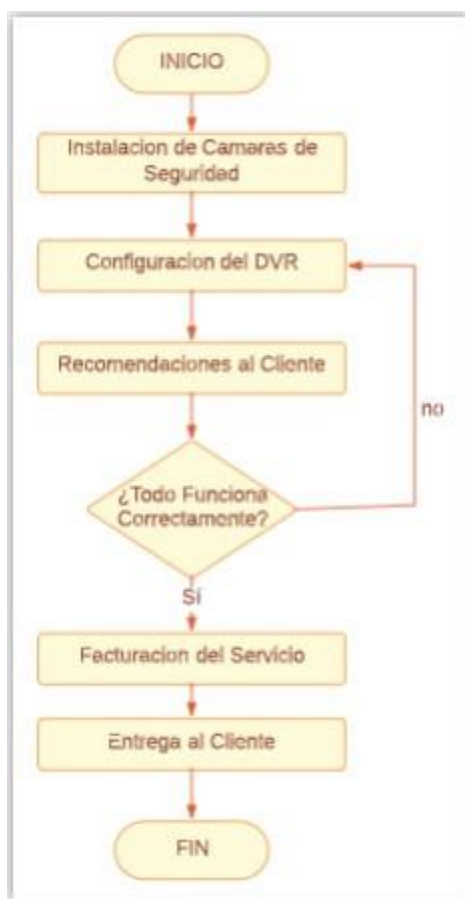 INICIO
Instalacion de Camaras de
Seguridad
Configuracion del DVR
Recomendaciones al Cliente
no
¿Todo Funciona
Correctamente?
Sí
Facturacion del Servicio
Entrega al Cliente
FIN